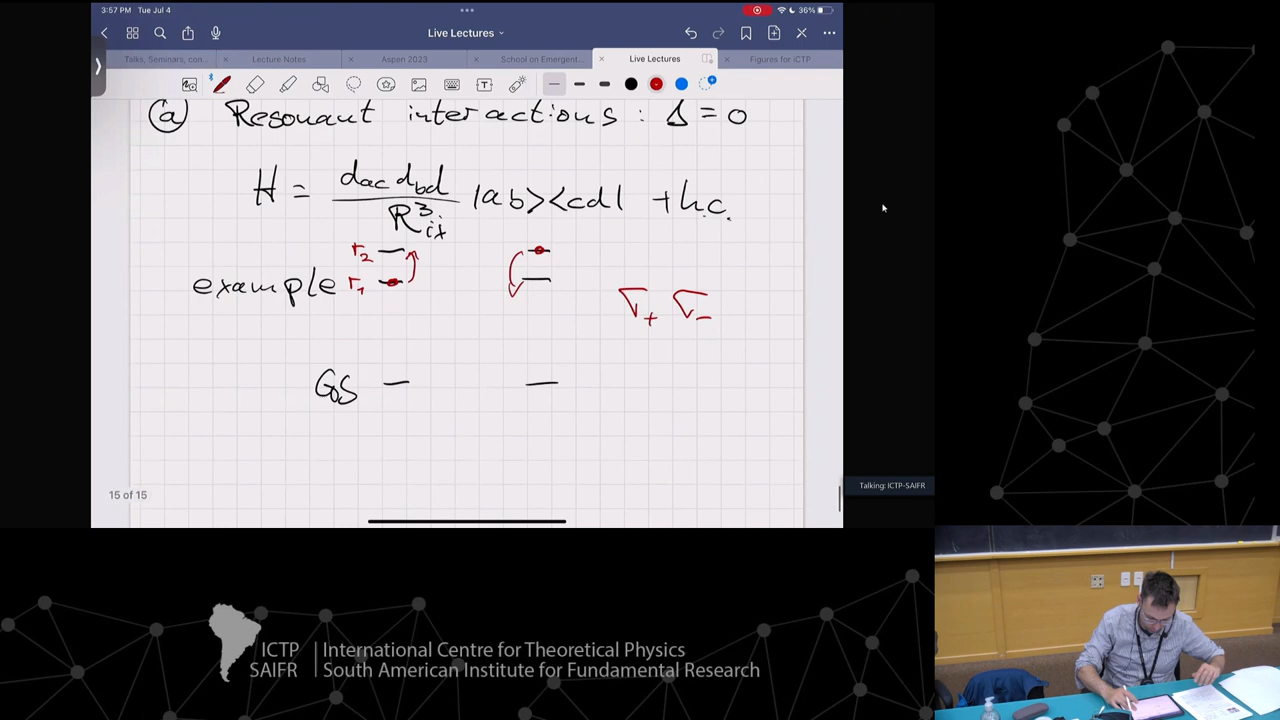 3:57 PM Tue Jul 4
36%
Live Lectures
Talks, Seminars, con...
Lecture Notes
Aspen 2023
School on Emergent...
Live Lectures
Figures for ICTP
ⓐ Resonant interactions : Δ = 0
H = d_ac d_bd / R³_ij |ab><cd| + h.c.
r₂
example r₁
σ₊ σ₋
GS
15 of 15
Talking: ICTP-SAIFR
ICTP International Centre for Theoretical Physics
SAIFR South American Institute for Fundamental Research